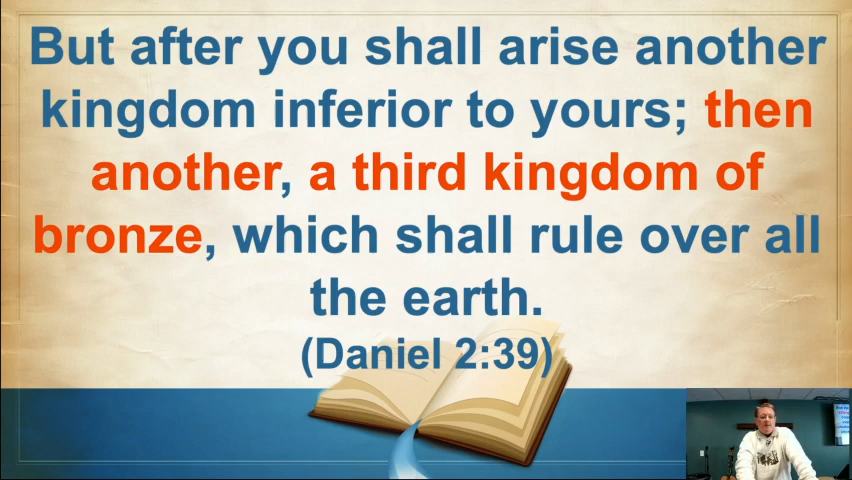 But after you shall arise another
kingdom inferior to yours; then
another, a third kingdom of
bronze, which shall rule over all
the earth.
(Daniel 2:39)